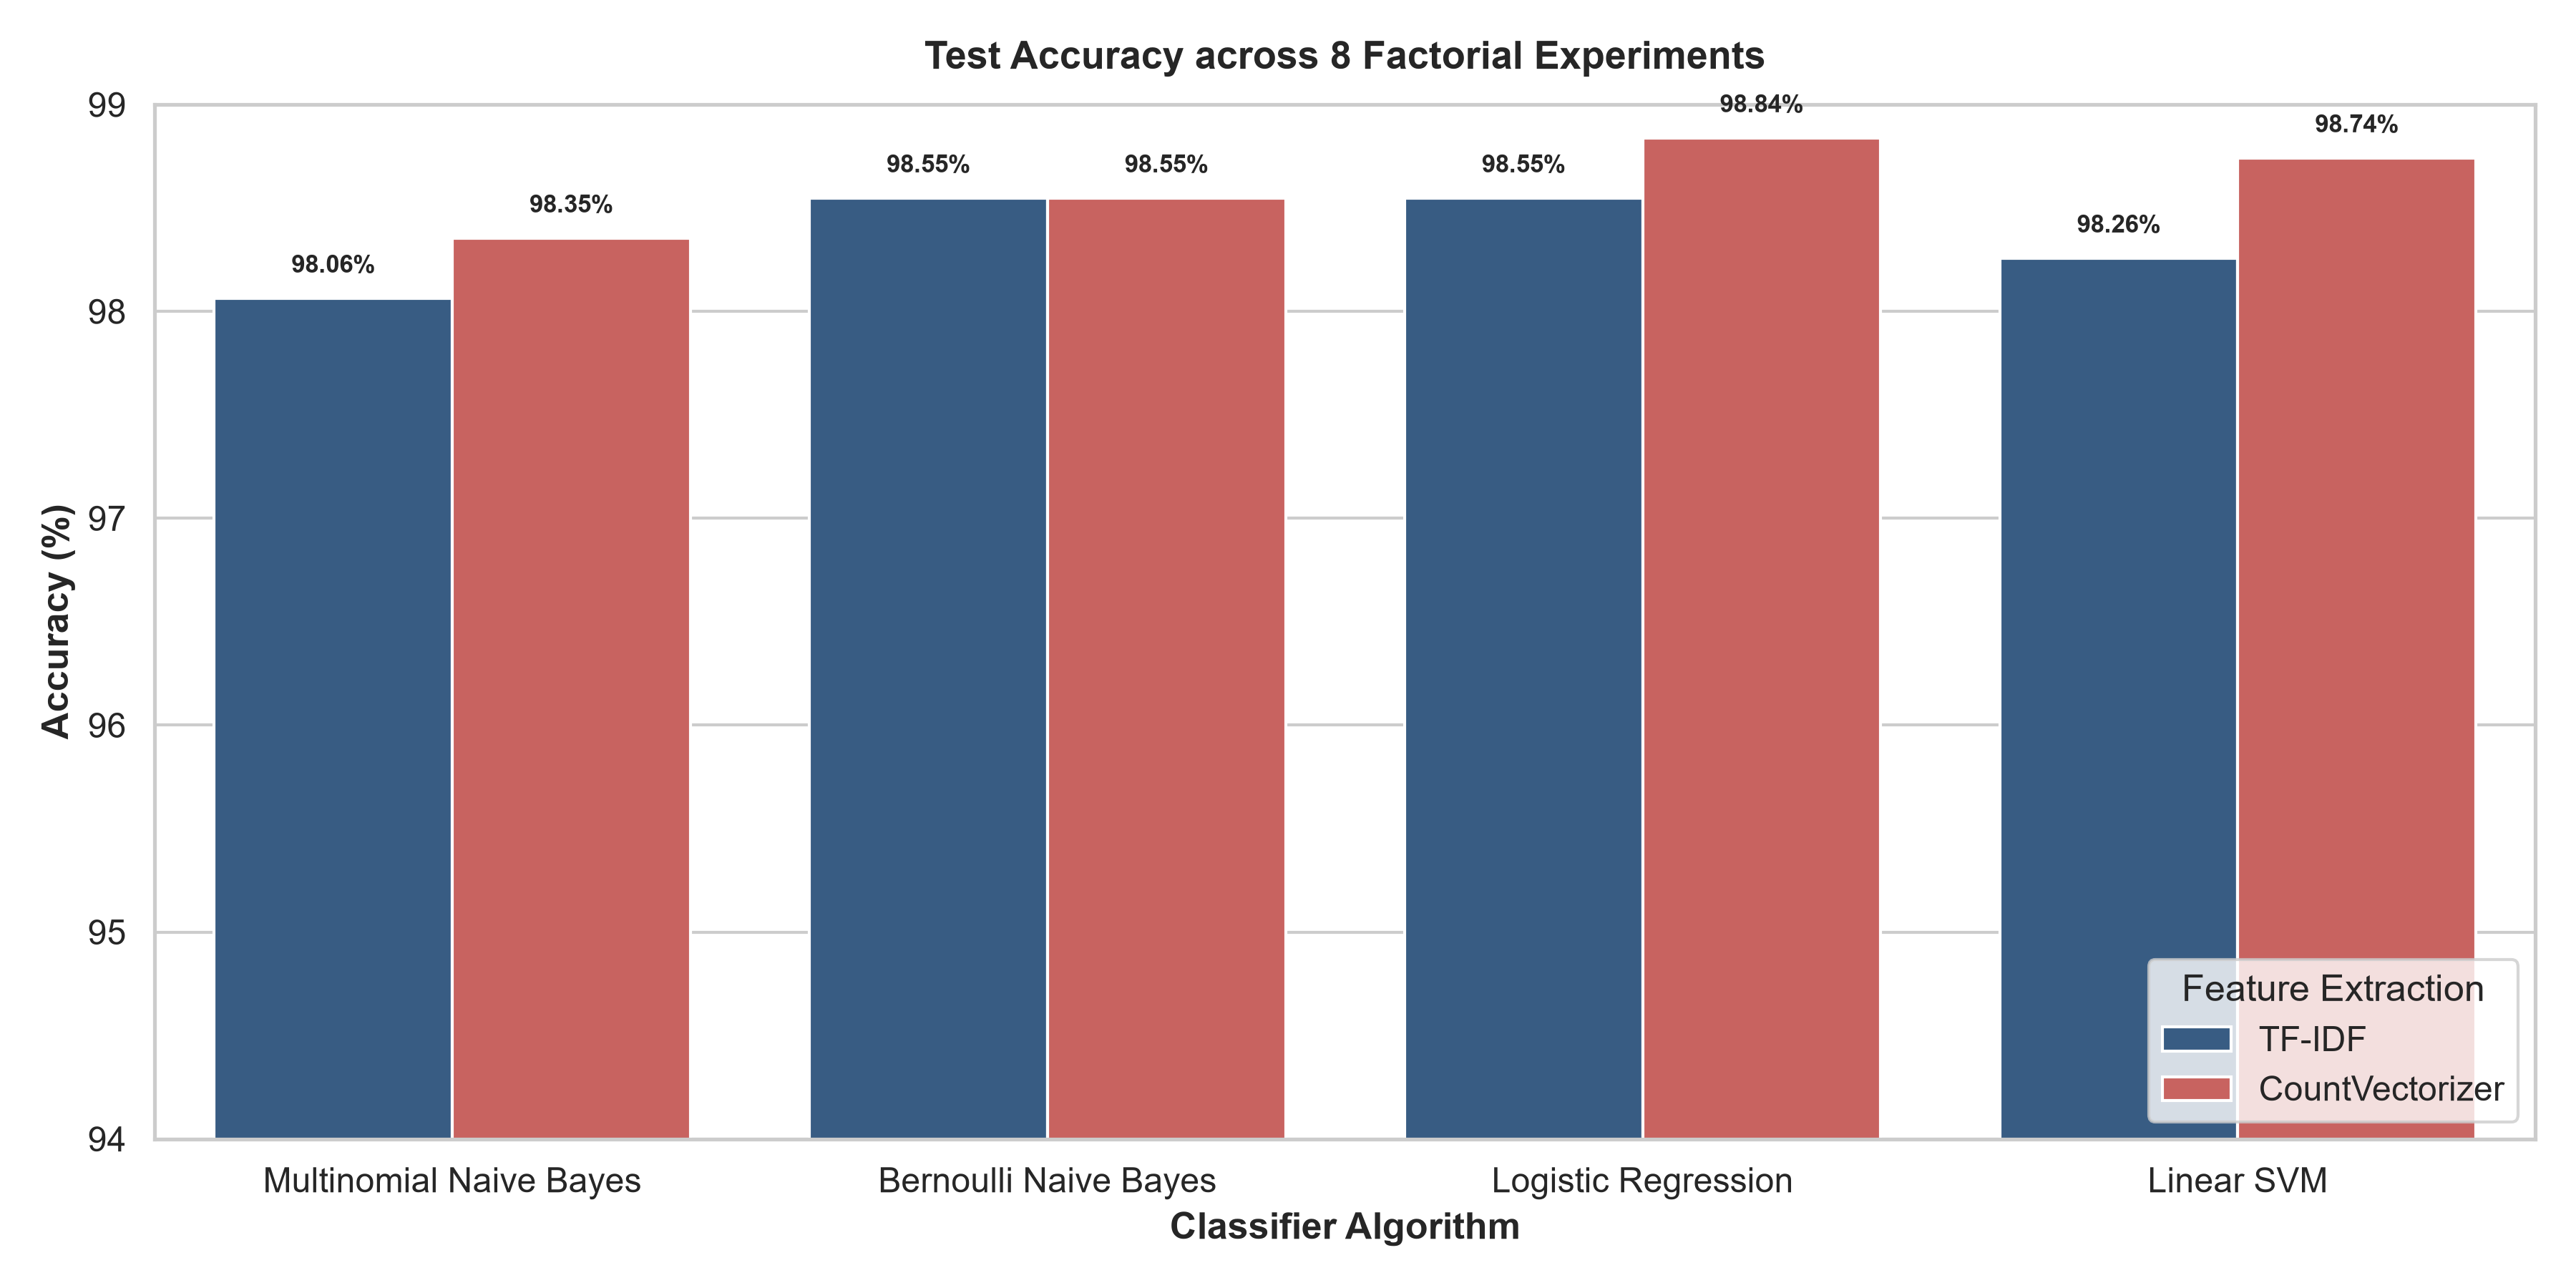 Test Accuracy across 8 Factorial Experiments
99
98
97
96
95
94
Accuracy (%)
98.06%
98.35%
98.55%
98.55%
98.55%
98.84%
98.26%
98.74%
Feature Extraction
TF-IDF
CountVectorizer
Multinomial Naive Bayes
Bernoulli Naive Bayes
Logistic Regression
Linear SVM
Classifier Algorithm